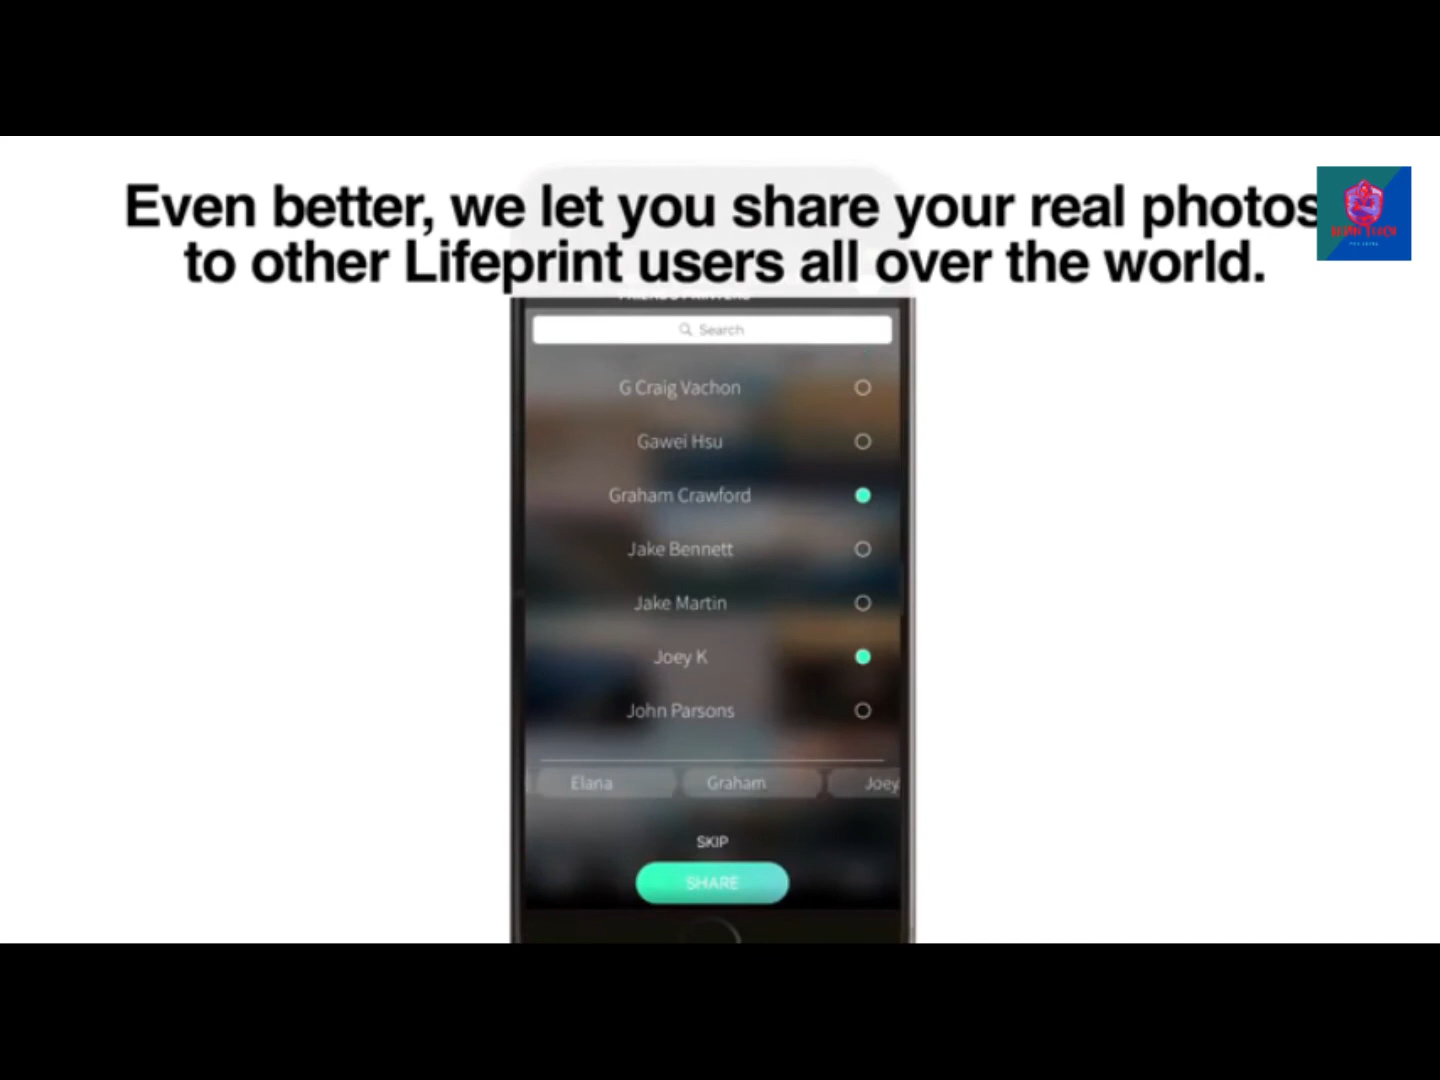 Even better, we let you share your real photos
to other Lifeprint users all over the world.
Search
G Craig Vachon
Gawei Hsu
Graham Crawford
Jake Bennett
Jake Martin
Joey K
John Parsons
Elana
Graham
Joey
SKIP
SHARE